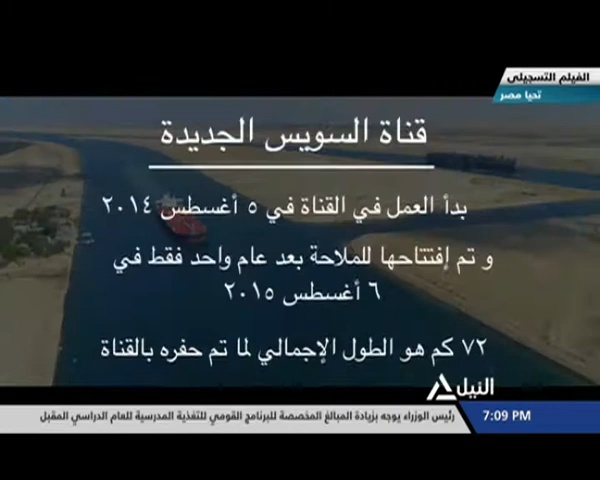 الفيلم التسجيلى
تحيا مصر
قناة السويس الجديدة
بدأ العمل في القناة في ٥ أغسطس ٢٠١٤
و تم إفتتاحها للملاحة بعد عام واحد فقط في
٦ أغسطس ٢٠١٥
٧٢ كم هو الطول الإجمالي لما تم حفره بالقناة
النيل
7:09 PM
رئيس الوزراء يوجه بزيادة المبالغ المخصصة للبرنامج القومي للتغذية المدرسية للعام الدراسي المقبل